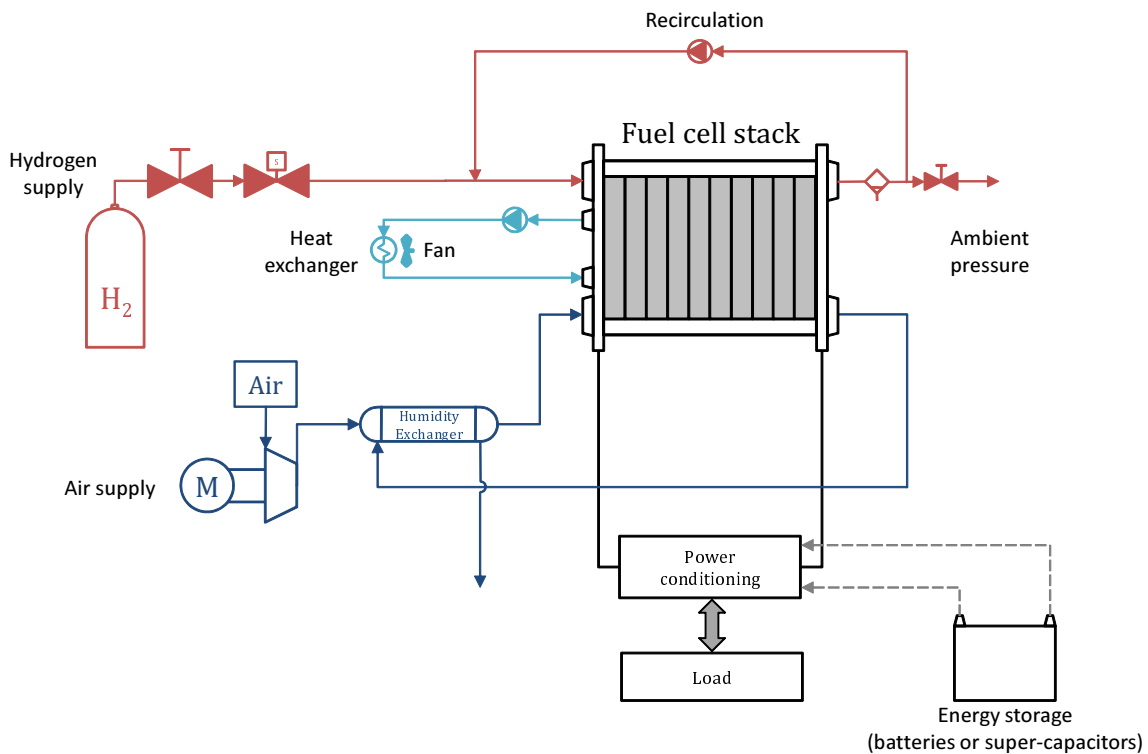 Recirculation
Fuel cell stack
Hydrogen
supply
S
H2
Heat
exchanger
Fan
Ambient
pressure
Air
Humidity
Exchanger
Air supply
M
Power
conditioning
Load
Energy storage
(batteries or super-capacitors)